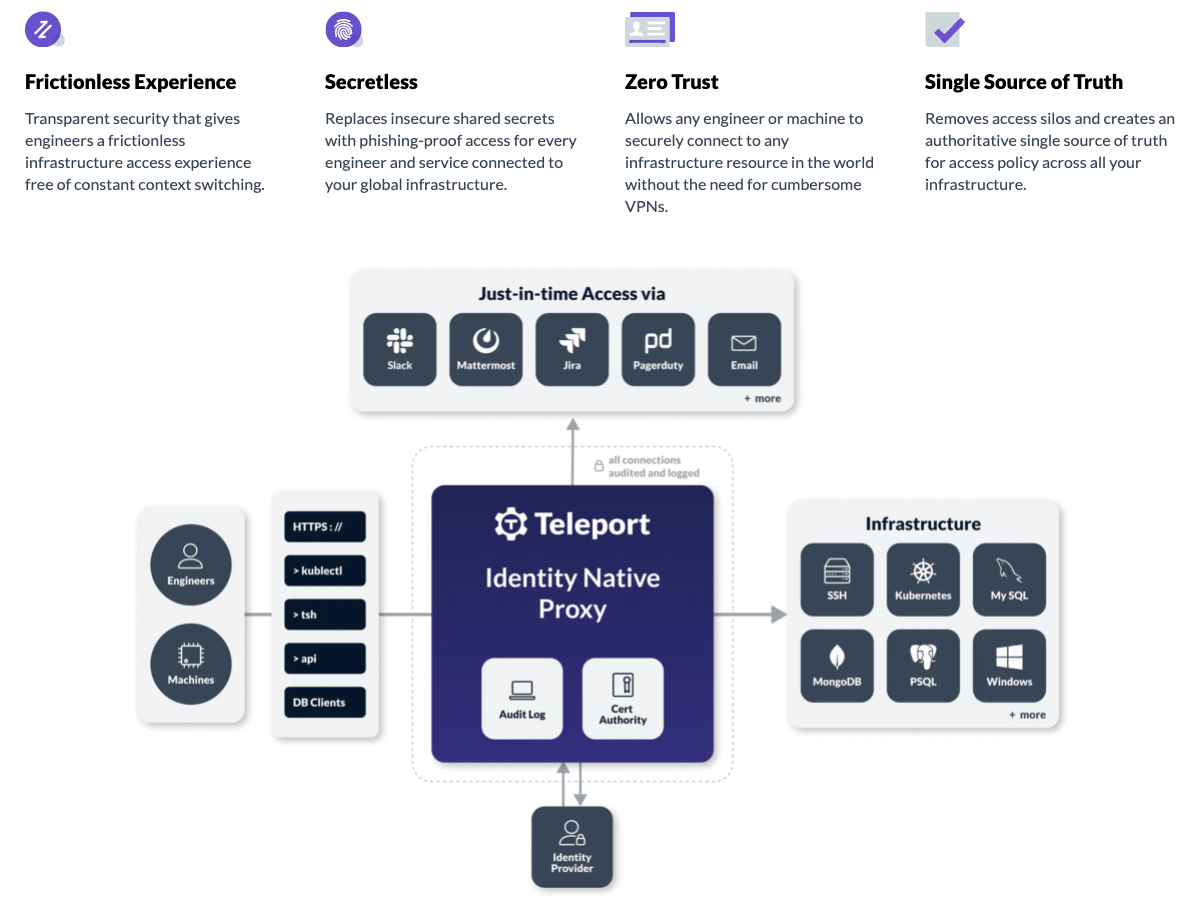 Frictionless Experience
Transparent security that gives
engineers a frictionless
infrastructure access experience
free of constant context switching.
Secretless
Replaces insecure shared secrets
with phishing-proof access for every
engineer and service connected to
your global infrastructure.
Zero Trust
Allows any engineer or machine to
securely connect to any
infrastructure resource in the world
without the need for cumbersome
VPNs.
Single Source of Truth
Removes access silos and creates an
authoritative single source of truth
for access policy across all your
infrastructure.
Just-in-time Access via
Slack
Mattermost
Jira
pd
Pagerduty
Email
+ more
all connections
audited and logged
Engineers
Machines
HTTPS : //
> kublectl
> tsh
> api
DB Clients
T Teleport
Identity Native
Proxy
Audit Log
Cert
Authority
Infrastructure
SSH
Kubernetes
My SQL
MongoDB
PSQL
Windows
+ more
Identity
Provider